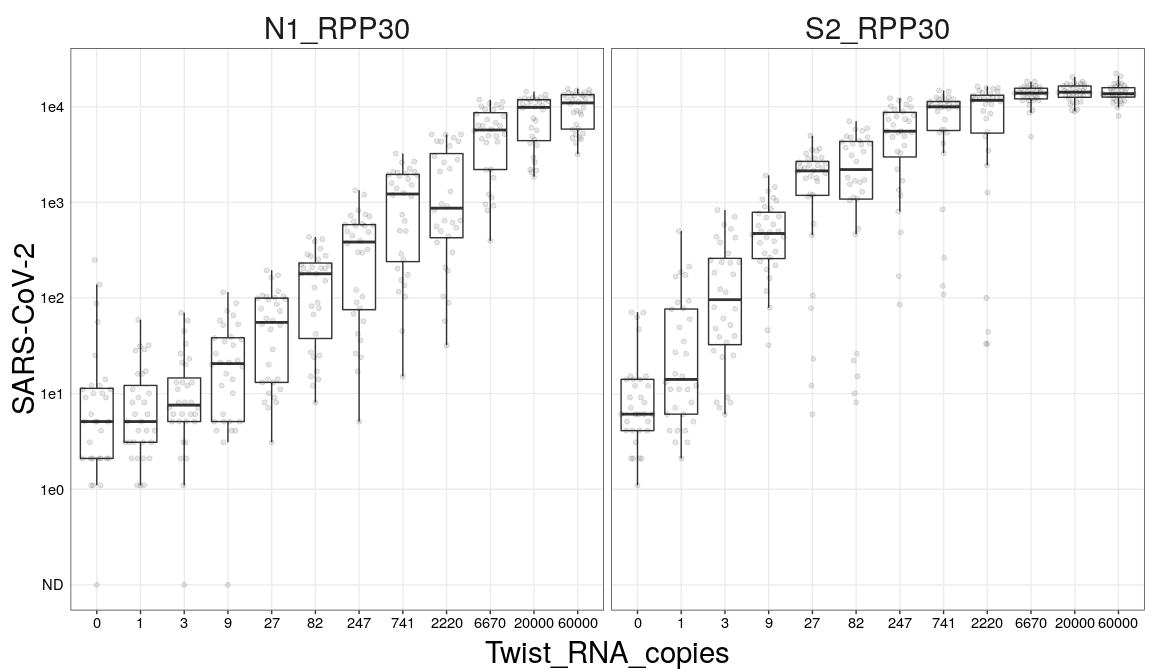 N1_RPP30 S2_RPP30
SARS-CoV-2
1e4
1e3
1e2
1e1
1e0
ND
0 1 3 9 27 82 247 741 2220 6670 20000 60000 0 1 3 9 27 82 247 741 2220 6670 20000 60000
Twist_RNA_copies